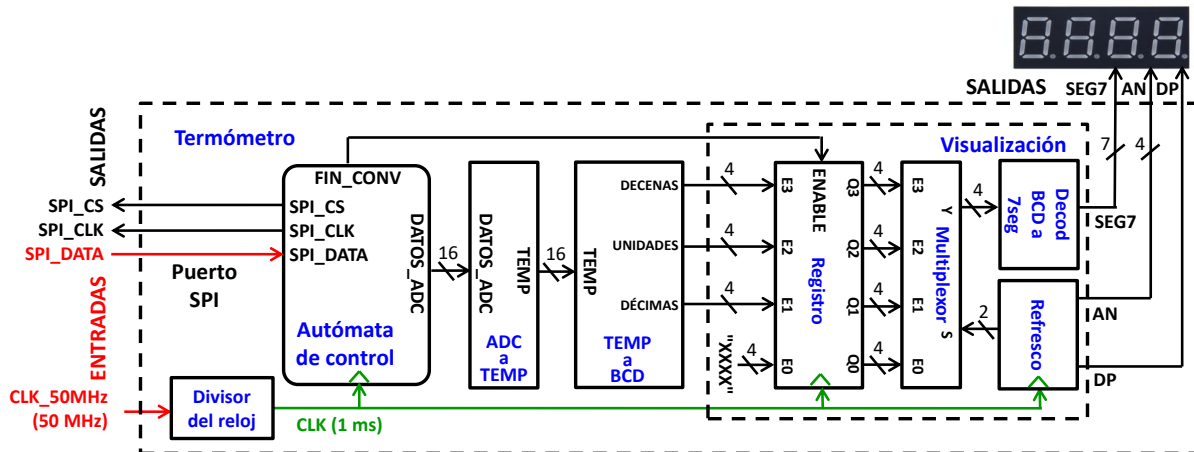 SALIDAS
SEG7
AN
DP
SALIDAS
Termómetro
Visualización
7
4
FIN_CONV
SPI_CS
SPI_CLK
SPI_DATA
SPI_CS
SPI_CLK
SPI_DATA
DATOS_ADC
Puerto
SPI
Autómata
de control
16
DATOS_ADC
TEMP
ADC
a
TEMP
16
TEMP
DECENAS
UNIDADES
DÉCIMAS
TEMP
a
BCD
4
4
4
"XXXX"
4
ENABLE
E3
E2
E1
E0
Registro
Q3
Q2
Q1
Q0
4
4
4
4
E3
E2
E1
E0
Multiplexor
Y
S
4
Decod
BCD a
7seg
SEG7
2
Refresco
AN
DP
ENTRADAS
CLK_50MHz
(50 MHz)
Divisor
del reloj
CLK (1 ms)